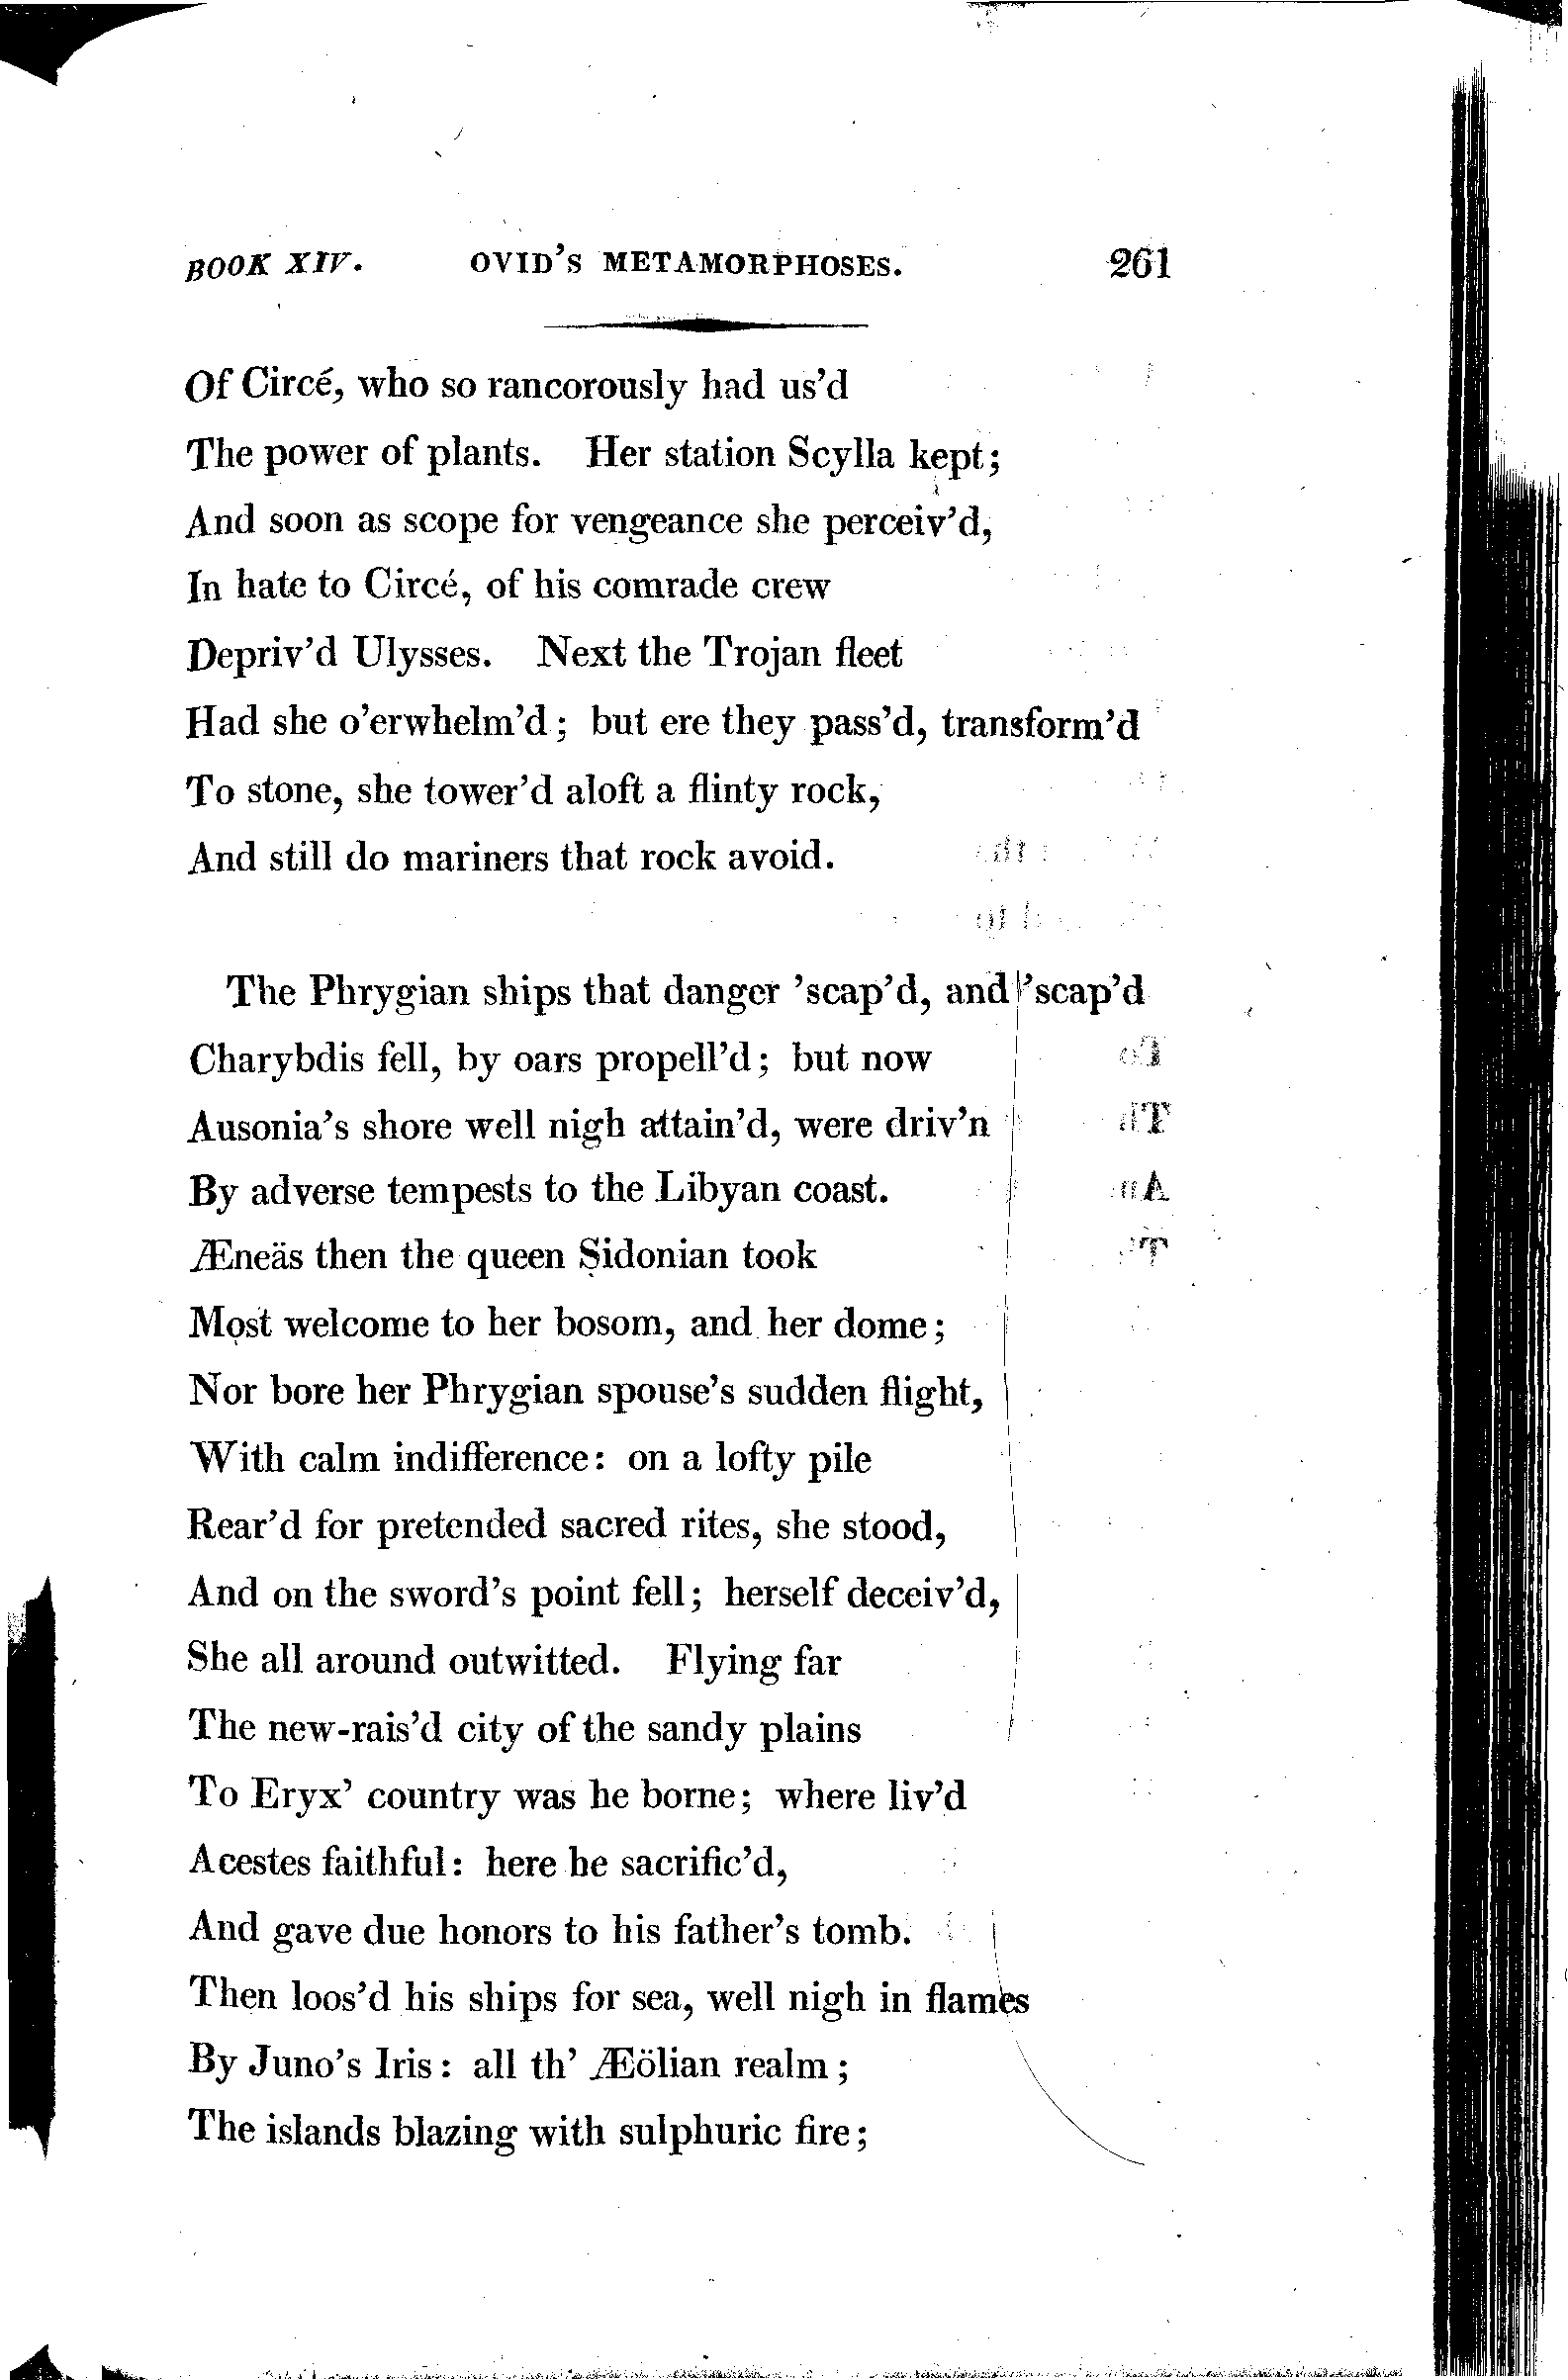 BOOK XIV. OVID'S METAMORPHOSES. 261
Of Circé, who so rancorously had us'd
The power of plants. Her station Scylla kept;
And soon as scope for vengeance she perceiv'd,
In hate to Circé, of his comrade crew
Depriv'd Ulysses. Next the Trojan fleet
Had she o'erwhelm'd; but ere they pass'd, transform'd
To stone, she tower'd aloft a flinty rock,
And still do mariners that rock avoid.
The Phrygian ships that danger 'scap'd, and 'scap'd
Charybdis fell, by oars propell'd; but now
Ausonia's shore well nigh attain'd, were driv'n
By adverse tempests to the Libyan coast.
Æneäs then the queen Sidonian took
Most welcome to her bosom, and her dome;
Nor bore her Phrygian spouse's sudden flight,
With calm indifference: on a lofty pile
Rear'd for pretended sacred rites, she stood,
And on the sword's point fell; herself deceiv'd,
She all around outwitted. Flying far
The new-rais'd city of the sandy plains
To Eryx' country was he borne; where liv'd
Acestes faithful: here he sacrific'd,
And gave due honors to his father's tomb.
Then loos'd his ships for sea, well nigh in flames
By Juno's Iris: all th' Æölian realm;
The islands blazing with sulphuric fire;